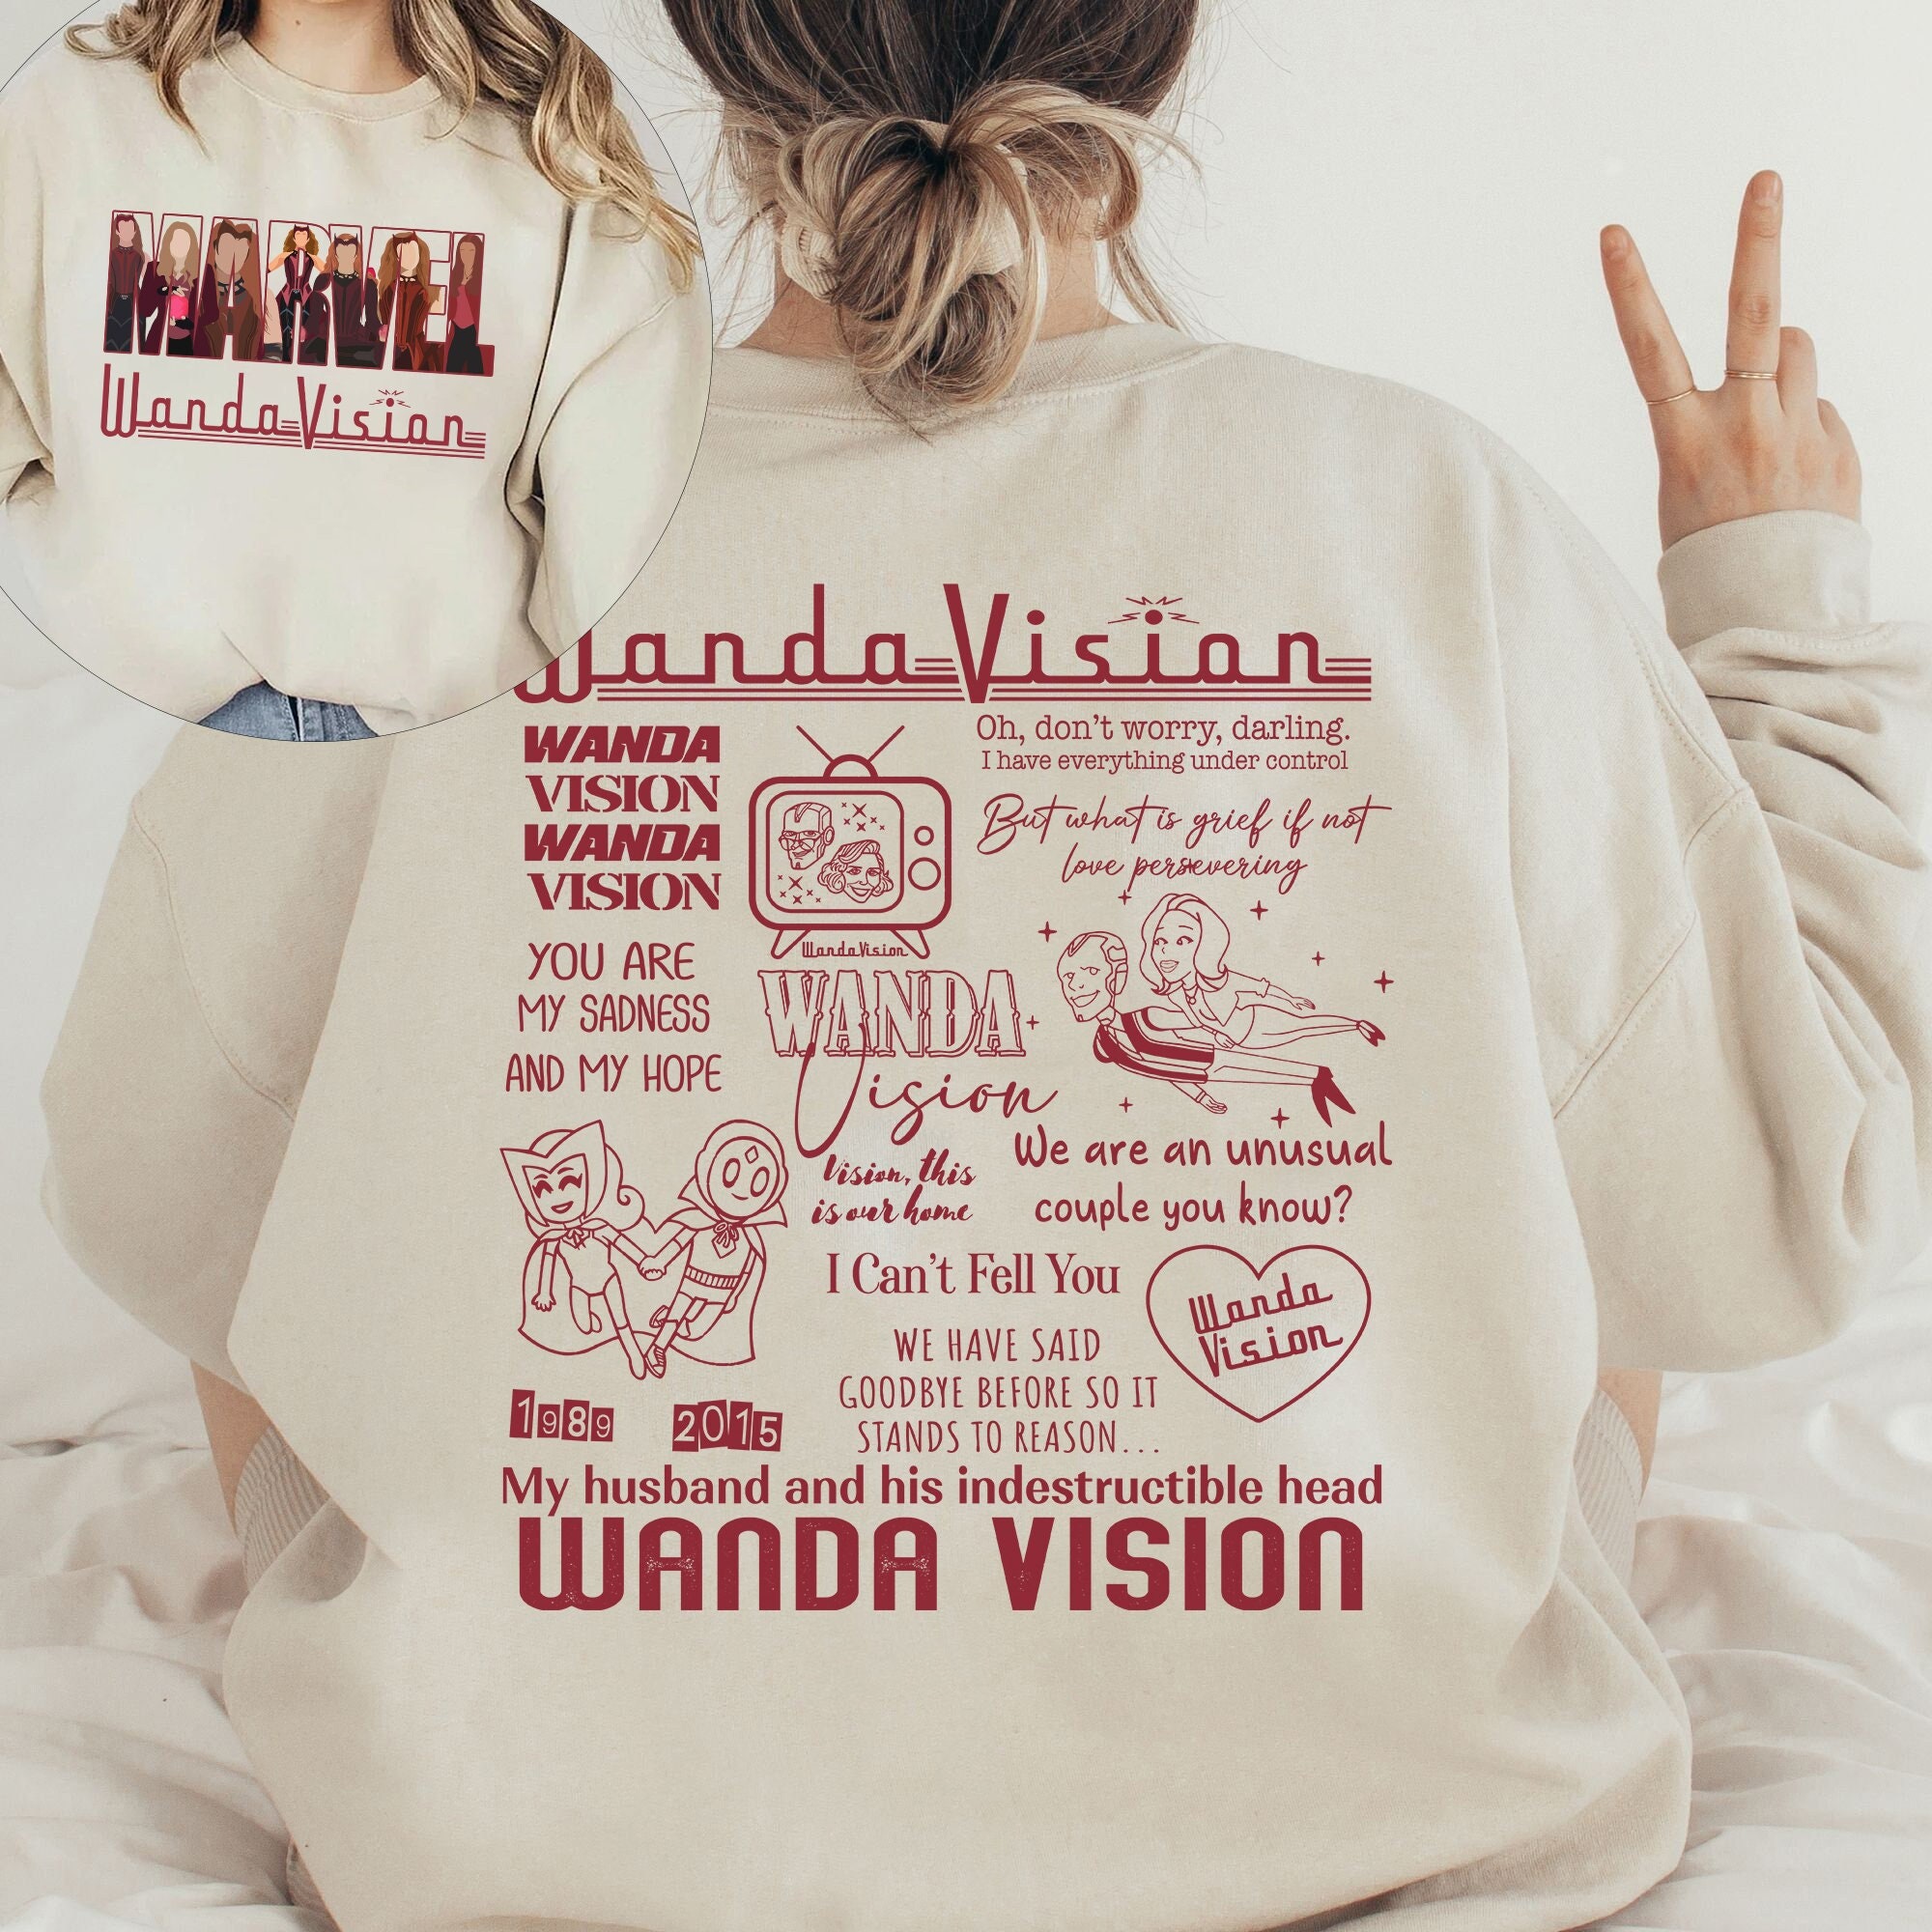 MARVEL
WandaVision
WandaVision
WANDA
VISION
WANDA
VISION
Oh, don't worry, darling.
I have everything under control
But what is grief if not
love persevering
WandaVision
YOU ARE
MY SADNESS
AND MY HOPE
WANDA
Vision
Vision, this
is our home
We are an unusual
couple you know?
I Can't Fell You
Wanda
Vision
WE HAVE SAID
GOODBYE BEFORE SO IT
STANDS TO REASON...
1989 2015
My husband and his indestructible head
WANDA VISION